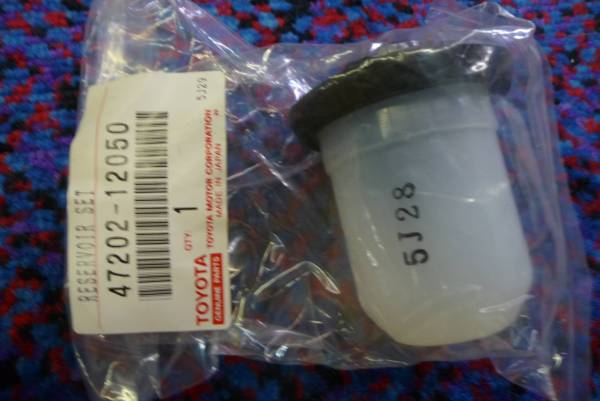 RESERVOIR SET
47202-12050
QTY. 1
5J29
TOYOTA TOYOTA MOTOR CORPORATION
GENUINE PARTS MADE IN JAPAN
5J28